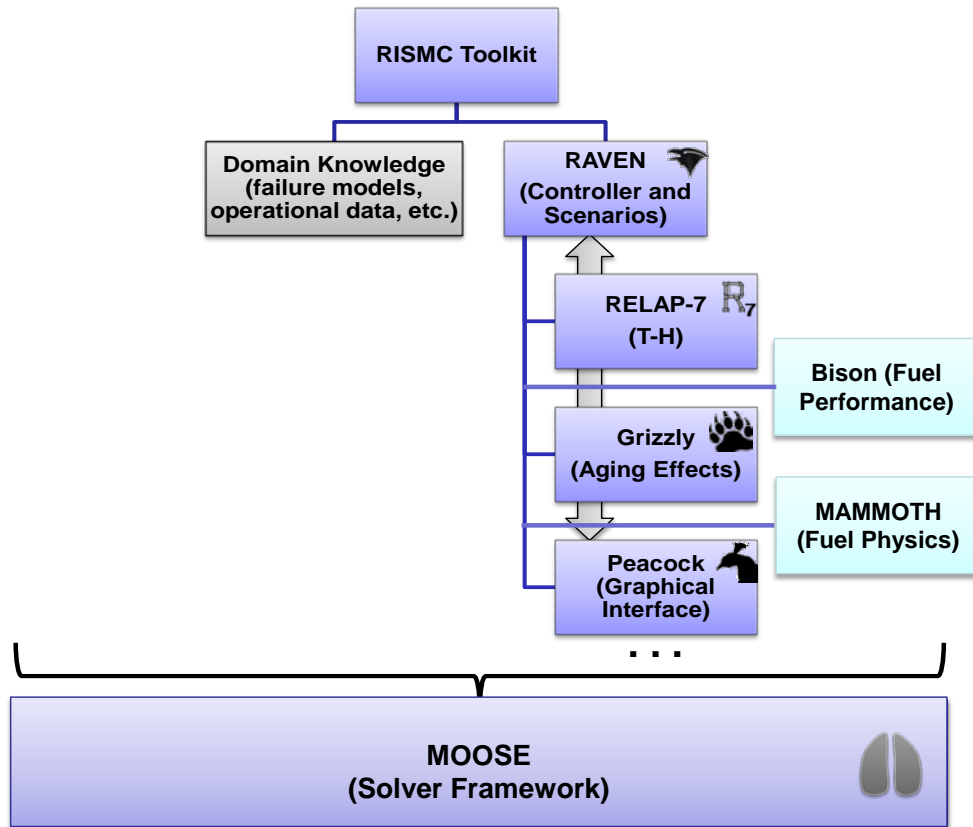 RISMC Toolkit
Domain Knowledge
(failure models,
operational data, etc.)
RAVEN
(Controller and
Scenarios)
RELAP-7
(T-H)
R7
Bison (Fuel
Performance)
Grizzly
(Aging Effects)
MAMMOTH
(Fuel Physics)
Peacock
(Graphical
Interface)
. . .
MOOSE
(Solver Framework)